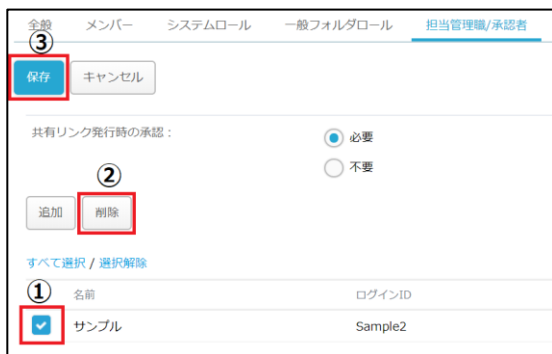 全般 メンバー システムロール 一般フォルダロール 担当管理職/承認者
③
保存 キャンセル
共有リンク発行時の承認： 必要
不要
②
追加 削除
すべて選択 / 選択解除
①
名前 ログインID
サンプル Sample2